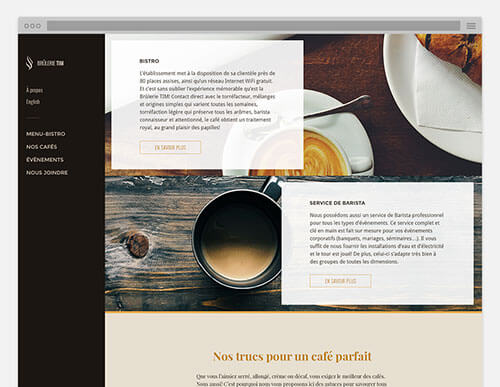 BRÛLERIE TIM
À propos
English
MENU-BISTRO
NOS CAFÉS
ÉVÉNEMENTS
NOUS JOINDRE
BISTRO
L'établissement met à la disposition de sa clientèle près de
80 places assises, ainsi qu'un réseau Internet WiFi gratuit.
Et c'est sans oublier l'expérience mémorable qu'est la
Brûlerie TIM! Contact direct avec le torréfacteur, mélanges
et origines simples qui varient toutes les semaines,
torréfaction légère qui préserve tous les arômes, barista
connaisseur et attentionné, le café obtient un traitement
royal, au grand plaisir des papilles!
EN SAVOIR PLUS
SERVICE DE BARISTA
Nous possédons aussi un service de Barista professionnel
pour tous les types d'évènements. Ce service complet et
clé en main est fait sur mesure pour vos évènements
corporatifs (banquets, mariages, séminaires...). Il vous
suffit de nous fournir les installations d'eau et d'électricité
et le tour est joué! De plus, celui-ci s'adapte très bien à
des groupes de toutes les dimensions.
EN SAVOIR PLUS
Nos trucs pour un café parfait
Que vous l'aimiez serré, allongé, crème ou décaf, vous exigez le meilleur des cafés.
Nous aussi! C'est pourquoi nous vous proposons ici des astuces pour savourer tous